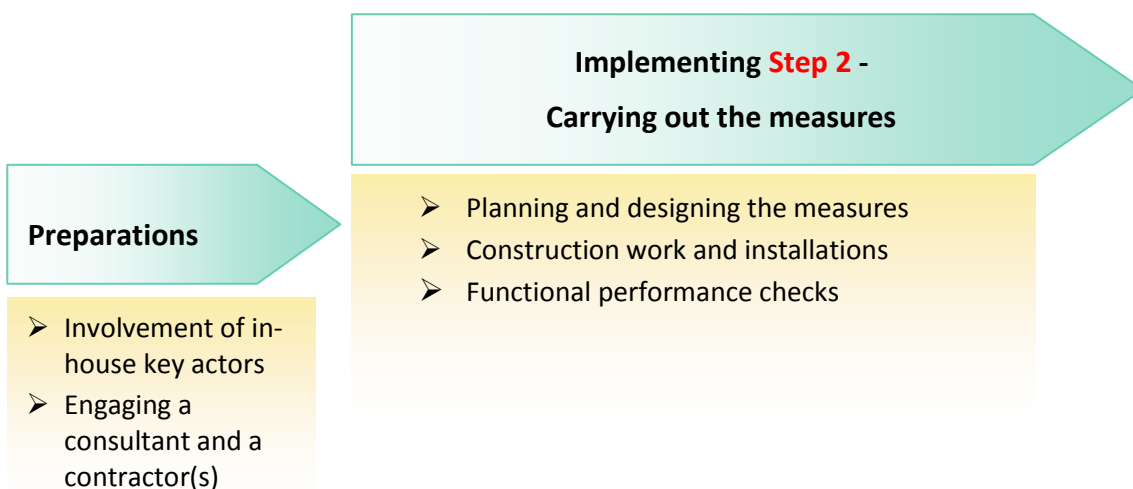 Implementing Step 2 -
Carrying out the measures
Preparations
➢ Planning and designing the measures
➢ Construction work and installations
➢ Functional performance checks
➢ Involvement of in-
house key actors
➢ Engaging a
consultant and a
contractor(s)